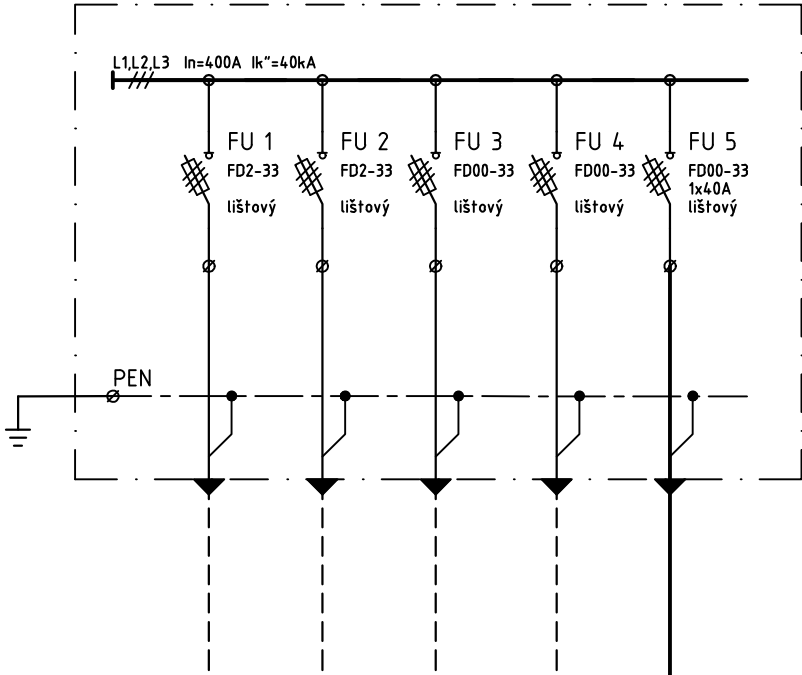 L1,L2,L3 In=400A Ik"=40kA
FU 1
FD2-33
lištový
FU 2
FD2-33
lištový
FU 3
FD00-33
lištový
FU 4
FD00-33
lištový
FU 5
FD00-33
1x40A
lištový
PEN